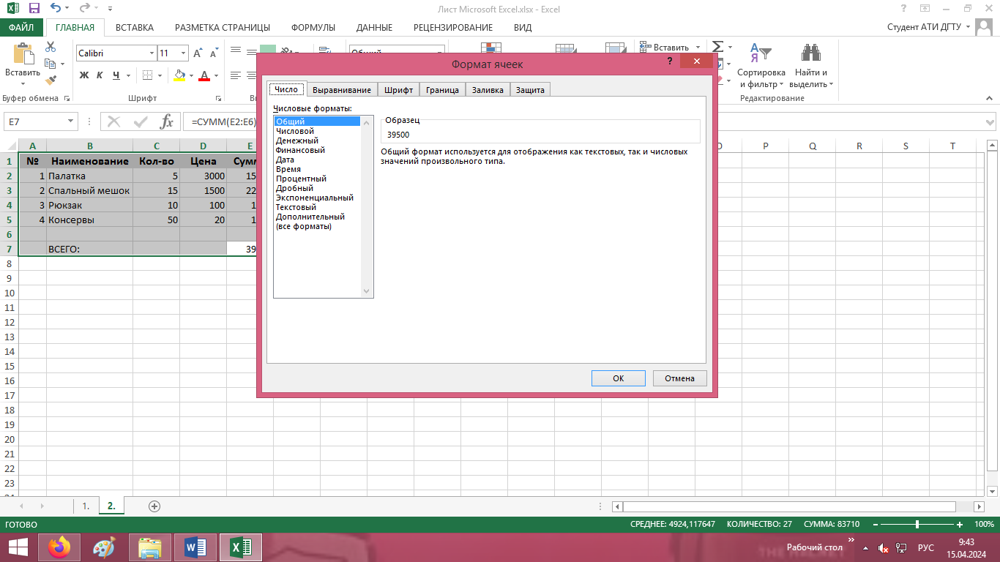 Лист Microsoft Excel.xlsx - Excel
ФАЙЛ ГЛАВНАЯ ВСТАВКА РАЗМЕТКА СТРАНИЦЫ ФОРМУЛЫ ДАННЫЕ РЕЦЕНЗИРОВАНИЕ ВИД Студент АТИ ДГТУ
Вставить
Буфер обмена
Calibri 11
Ж К Ч
Шрифт
Общий
Вставить
Сортировка и фильтр
Найти и выделить
Редактирование
E7 =СУММ(E2:E6)
A B C D E P Q R S T
1 № Наименование Кол-во Цена
2 1 Палатка 5 3000 15
3 2 Спальный мешок 15 1500 22
4 3 Рюкзак 10 100 1
5 4 Консервы 50 20 1
6
7 ВСЕГО: 39
8
9
10
11
12
13
14
15
16
17
18
19
20
21
22
23
Формат ячеек
Число Выравнивание Шрифт Граница Заливка Защита
Числовые форматы:
Общий
Числовой
Денежный
Финансовый
Дата
Время
Процентный
Дробный
Экспоненциальный
Текстовый
Дополнительный
(все форматы)
Образец
39500
Общий формат используется для отображения как текстовых, так и числовых
значений произвольного типа.
ОК Отмена
1. 2.
ГОТОВО СРЕДНЕЕ: 4924,117647 КОЛИЧЕСТВО: 27 СУММА: 83710 100%
Рабочий стол РУС 9:43
15.04.2024